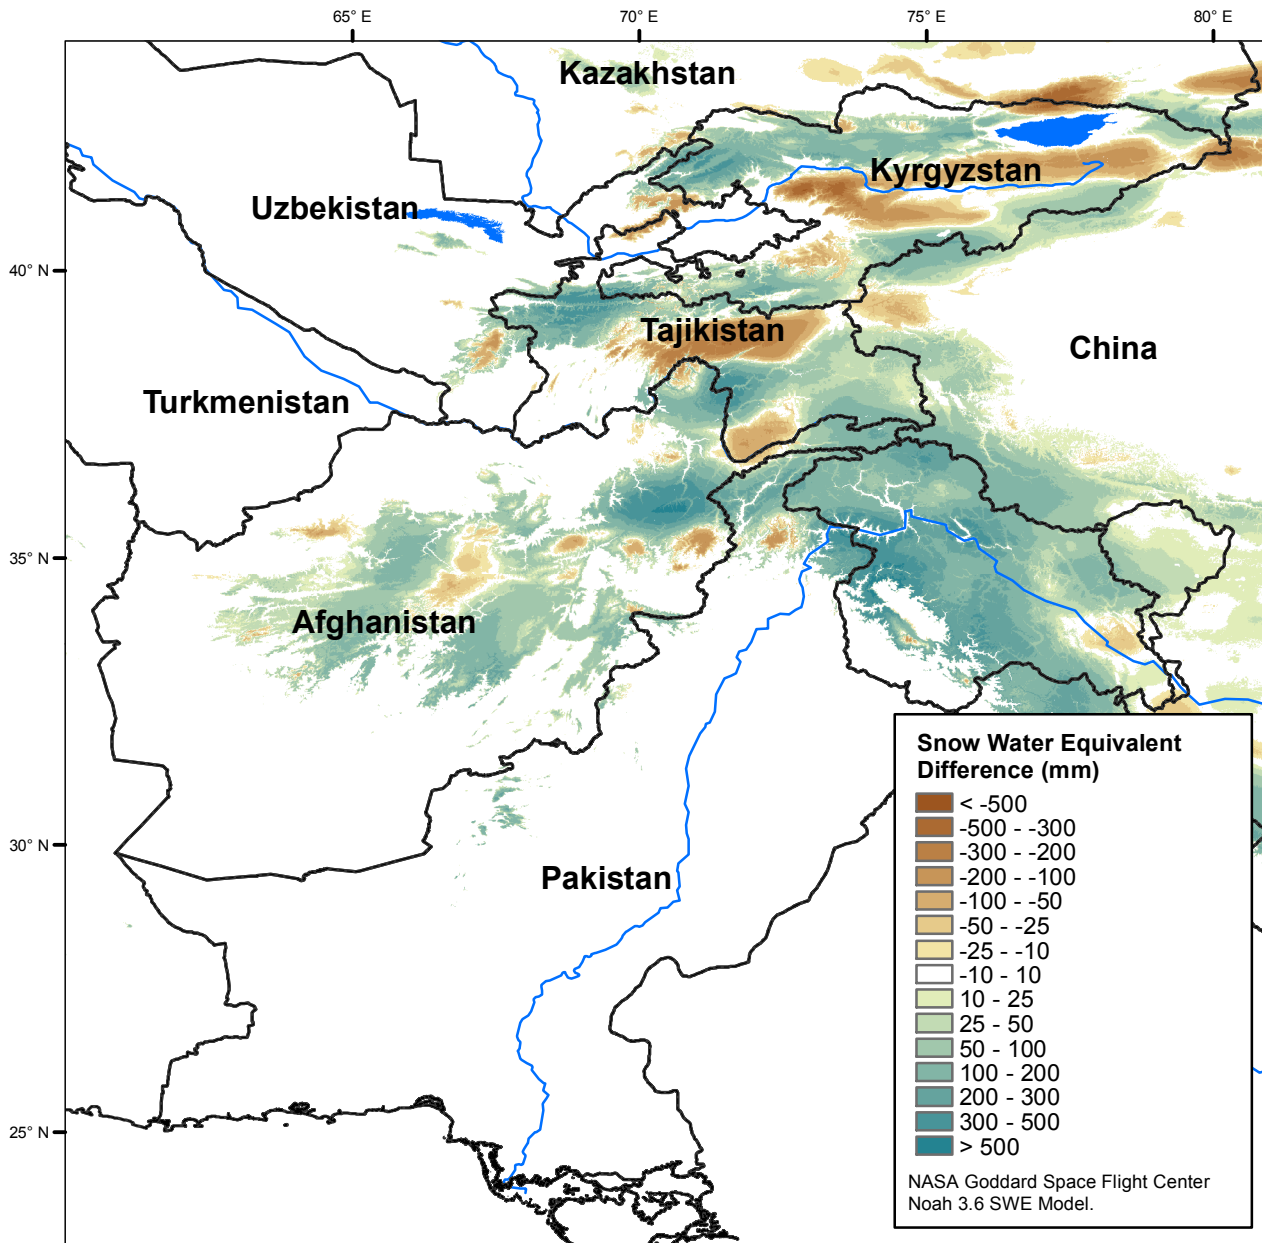 65° E
70° E
75° E
80° E
Kazakhstan
Kyrgyzstan
Uzbekistan
40° N
Tajikistan
China
Turkmenistan
35° N
Afghanistan
30° N
Pakistan
25° N
Snow Water Equivalent
Difference (mm)
< -500
-500 - -300
-300 - -200
-200 - -100
-100 - -50
-50 - -25
-25 - -10
-10 - 10
10 - 25
25 - 50
50 - 100
100 - 200
200 - 300
300 - 500
> 500
NASA Goddard Space Flight Center
Noah 3.6 SWE Model.